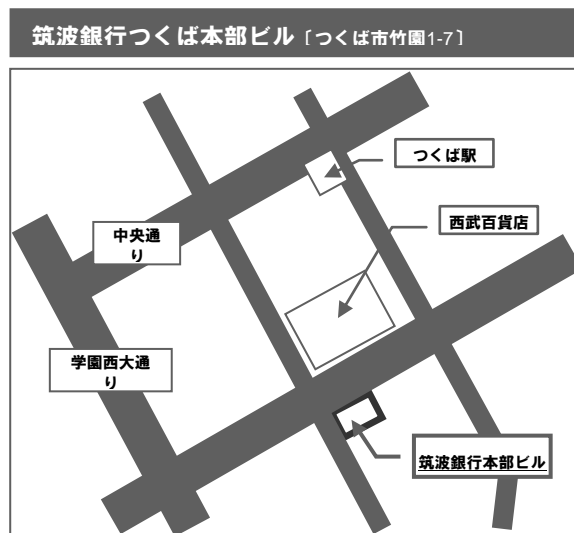 筑波銀行つくば本部ビル［つくば市竹園1-7］
つくば駅
西武百貨店
中央通
り
学園西大通
り
筑波銀行本部ビル